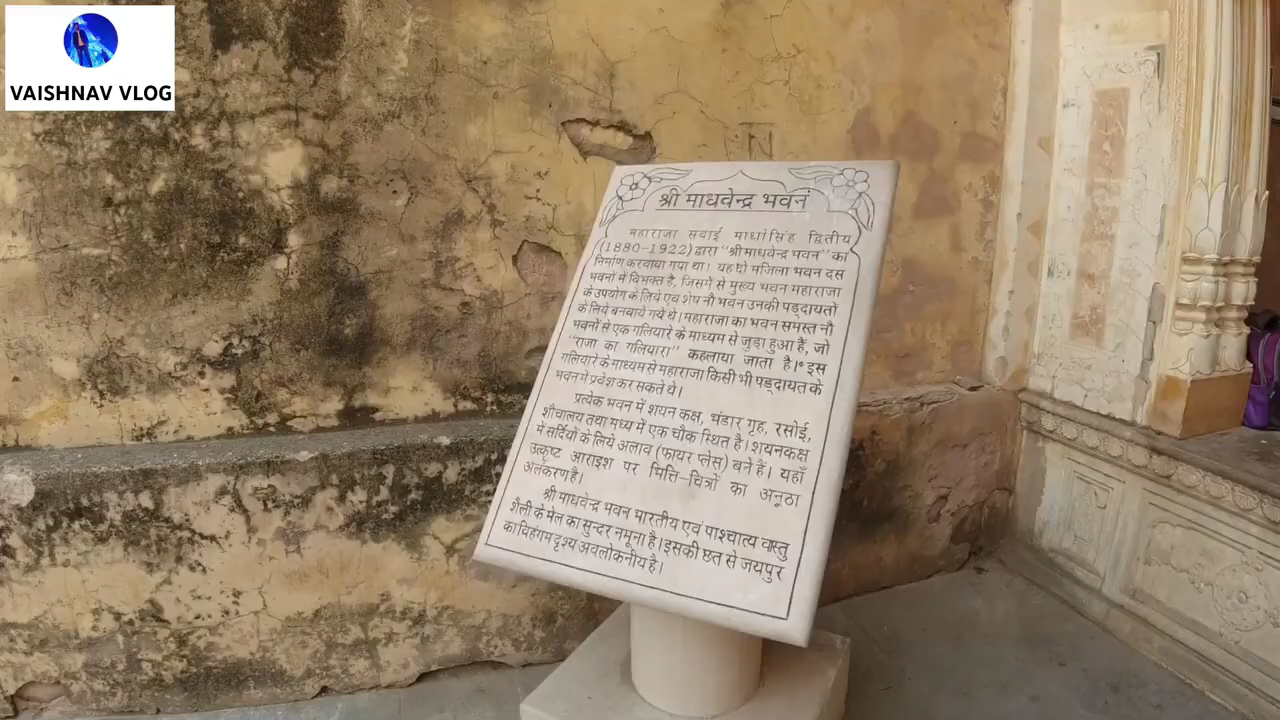 VAISHNAV VLOG
श्री माधवेन्द्र भवनं
महाराजा सवाई माधोसिंह द्वितीय
(1880-1922) द्वारा "श्री माधवेन्द्र भवन" का
निर्माण करवाया गया था। यह दो मंजिला भवन दस
भवनों में विभक्त है, जिसमें से मुख्य भवन महाराजा
के उपयोग के लिये एवं शेष नौ भवन उनकी पड़दायतों
के लिये बनवाये गये थे। महाराजा का भवन समस्त नौ
भवनों से एक गलियारे के माध्यम से जुड़ा हुआ है, जो
"राजा का गलियारा" कहलाया जाता है। इस
गलियारे के माध्यम से महाराजा किसी भी पड़दायत के
भवन में प्रवेश कर सकते थे।
प्रत्येक भवन में शयन कक्ष, भंडार गृह, रसोई,
शौचालय तथा मध्य में एक चौक स्थित है। शयनकक्ष
में सर्दियों के लिये अलाव (फायर प्लेस) बने हैं। यहाँ
उत्कृष्ट आराइश पर भित्ति-चित्रों का अनूठा
अलंकरण है।
श्री माधवेन्द्र भवन भारतीय एवं पाश्चात्य वास्तु
शैली के मेल का सुन्दर नमूना है। इसकी छत से जयपुर
का विहंगम दृश्य अवलोकनीय है।